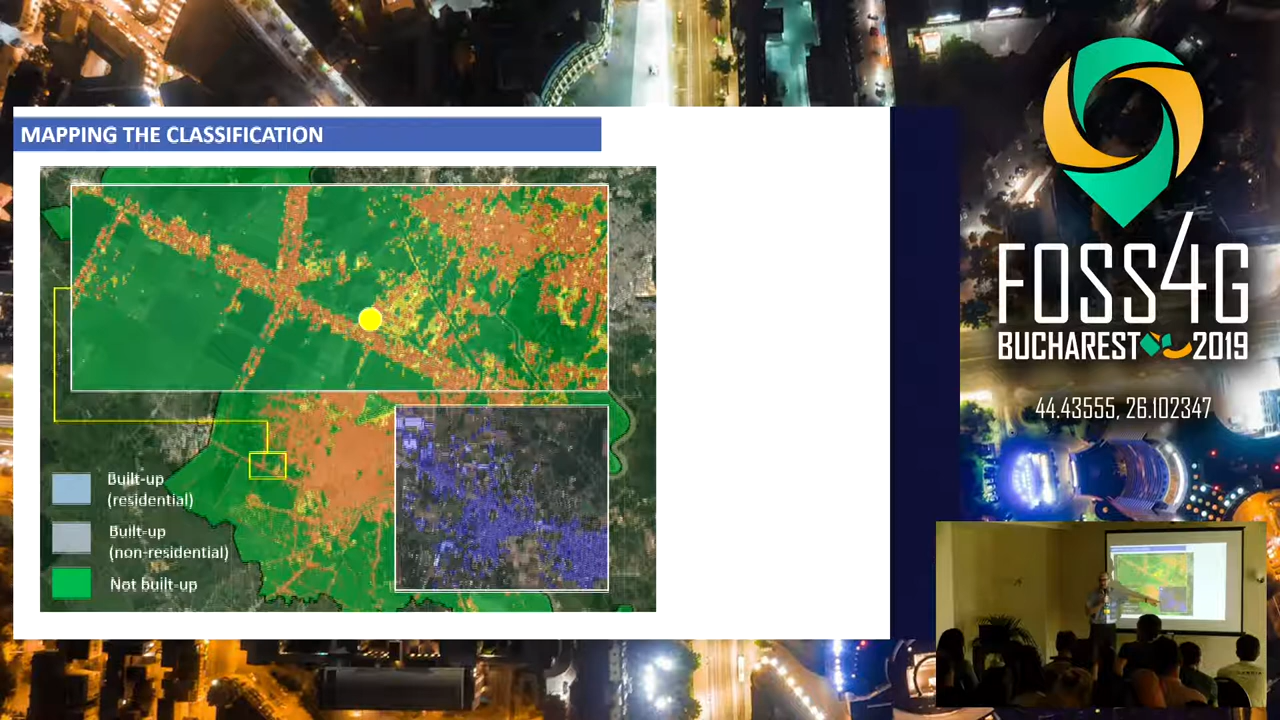 MAPPING THE CLASSIFICATION
Built-up
(residential)
Built-up
(non-residential)
Not built-up
FOSS4G
BUCHAREST 2019
44.43555, 26.102347